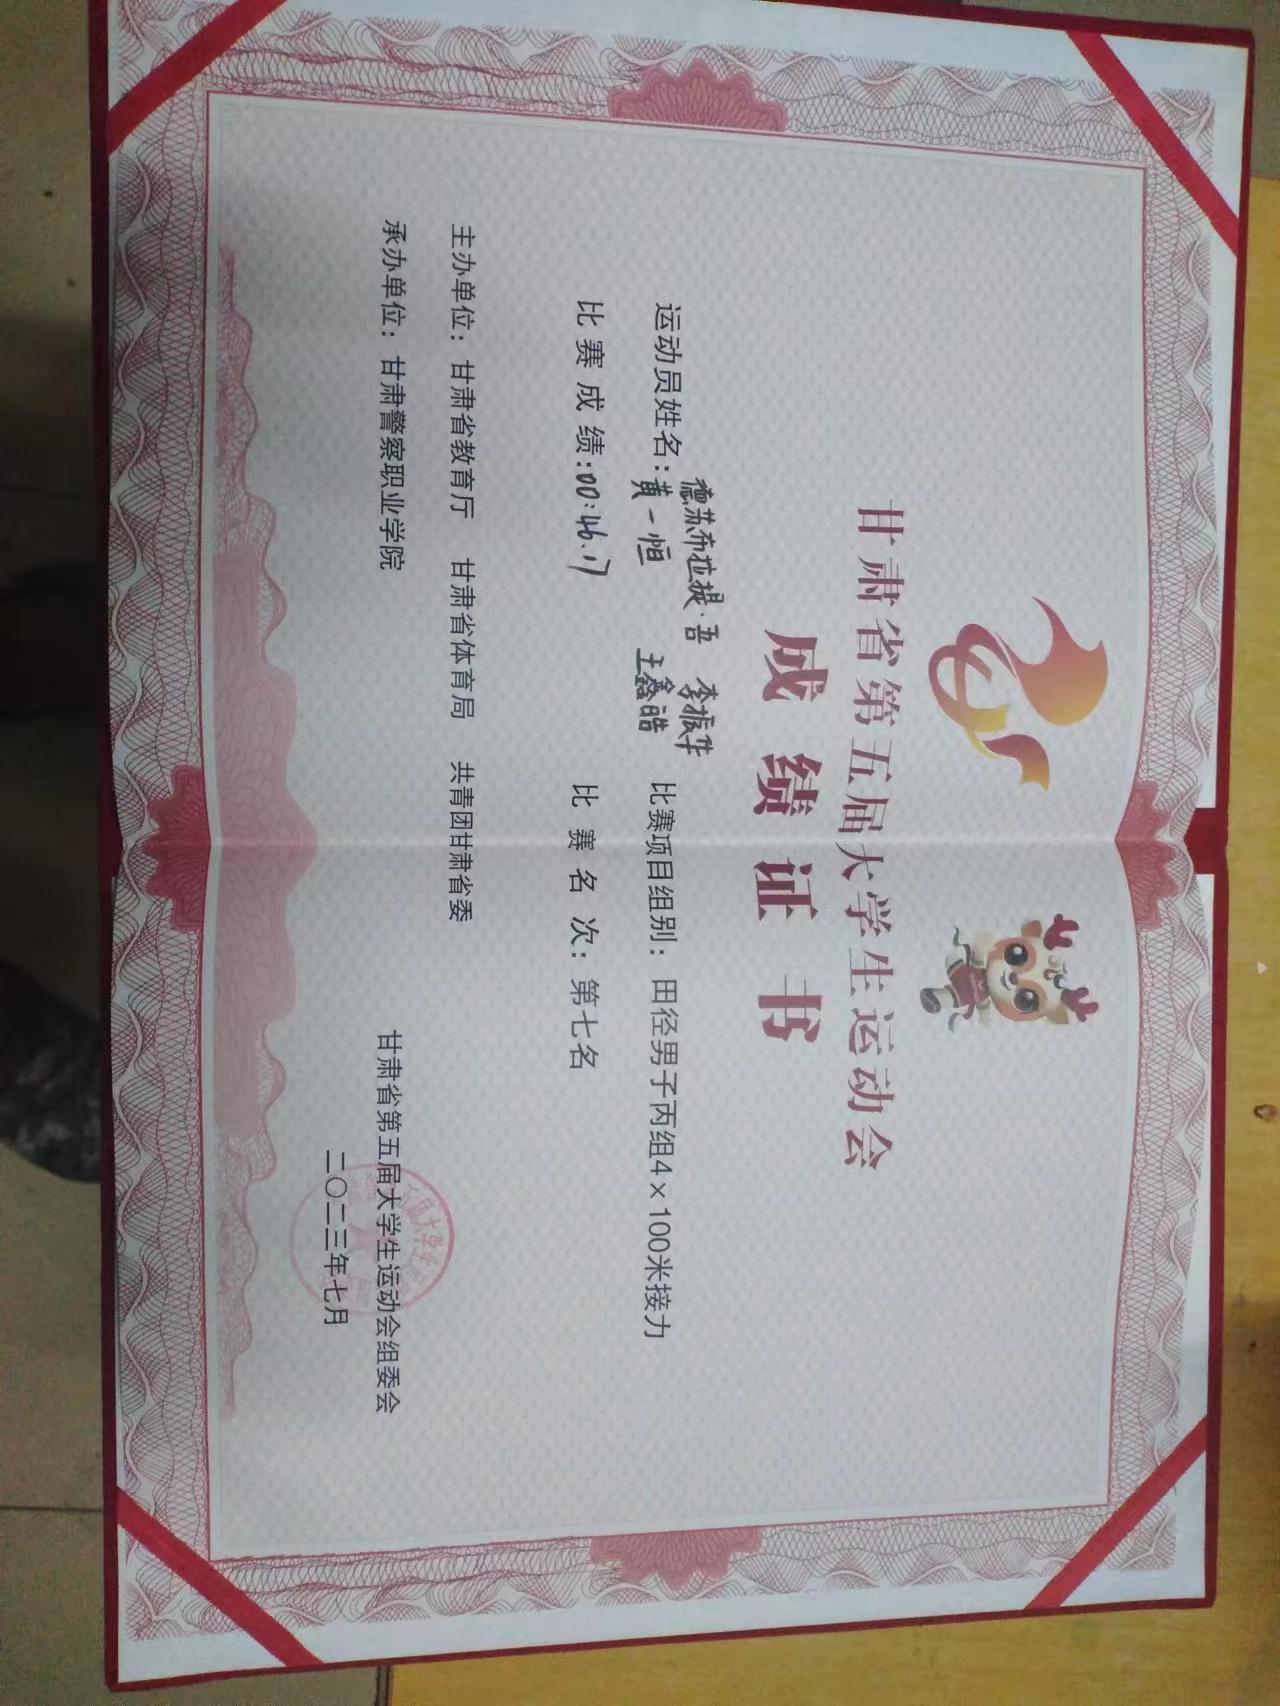 甘肃省第五届大学生运动会
成绩证书
德苏布拉提·吾 李振华
运动员姓名：黄一恒 王鑫皓 比赛项目组别：田径男子丙组4×100米接力
比赛成绩：00:46.17 比赛名次：第七名
主办单位：甘肃省教育厅 甘肃省体育局 共青团甘肃省委
承办单位：甘肃警察职业学院
甘肃省第五届大学生运动会组委会
二〇二三年七月